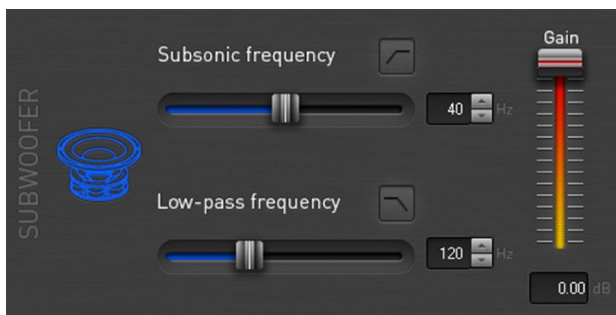 SUBWOOFER
Subsonic frequency
40 Hz
Low-pass frequency
120 Hz
Gain
0.00 dB